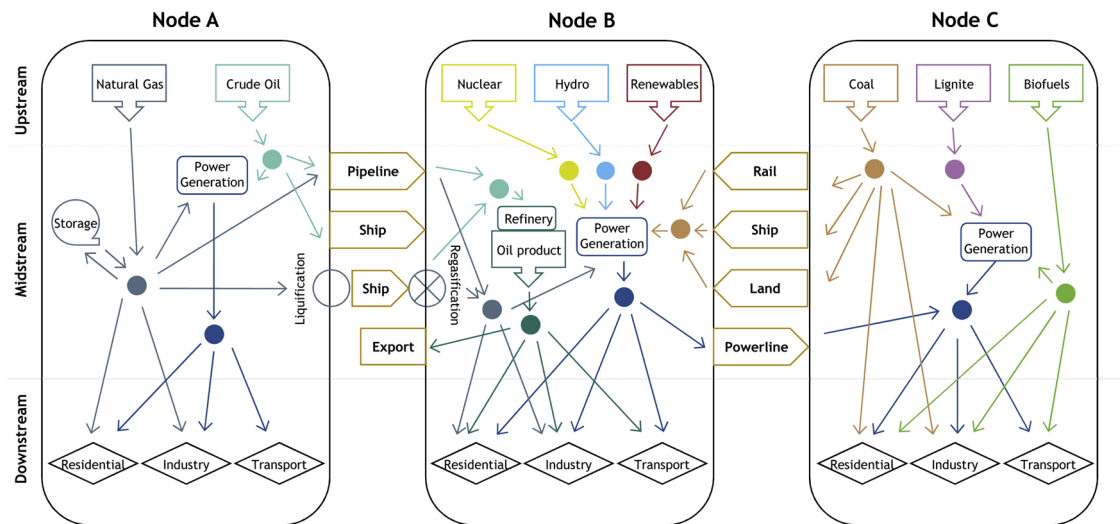 Node A
Node B
Node C
Upstream
Natural Gas
Crude Oil
Nuclear
Hydro
Renewables
Coal
Lignite
Biofuels
Midstream
Power
Generation
Storage
Pipeline
Ship
Liquification
Ship
Regasification
Export
Refinery
Oil product
Power
Generation
Rail
Ship
Land
Powerline
Power
Generation
Downstream
Residential
Industry
Transport
Residential
Industry
Transport
Residential
Industry
Transport